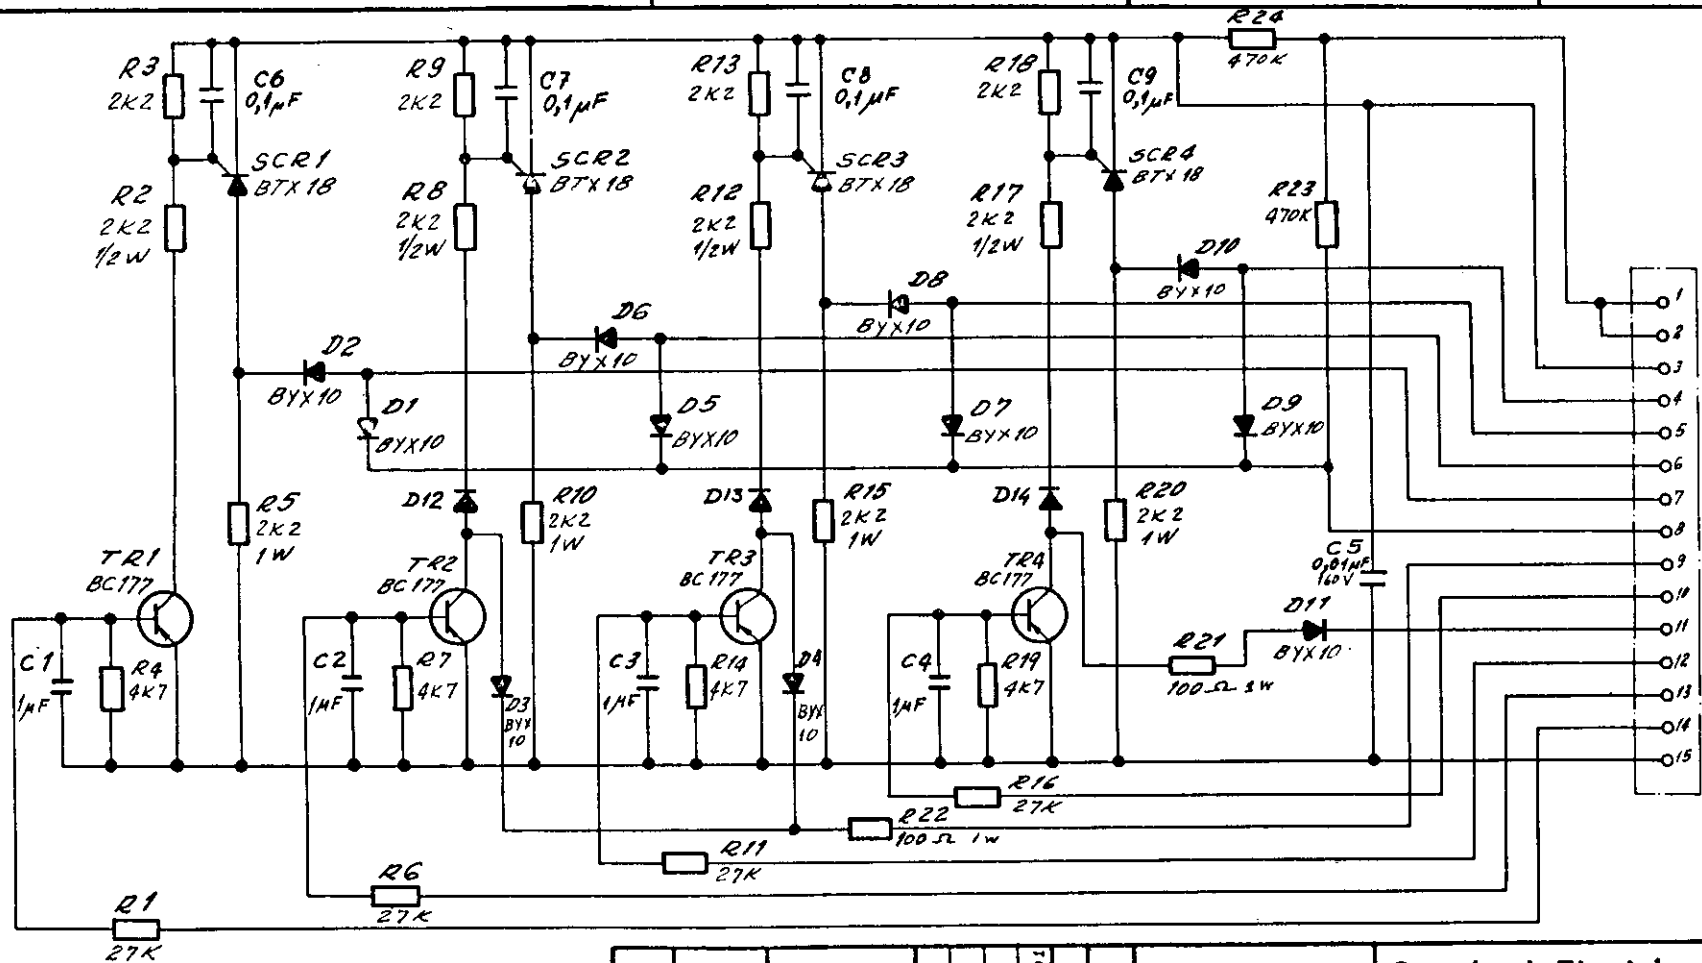 R24
470K
R3
2K2
C6
0,1µF
R9
2K2
C7
0,1µF
R13
2K2
C8
0,1µF
R18
2K2
C9
0,1µF
SCR1
BTX18
SCR2
BTX18
SCR3
BTX18
SCR4
BTX18
R2
2K2
1/2W
R8
2K2
1/2W
R12
2K2
1/2W
R17
2K2
1/2W
R23
470K
D10
BYX10
D8
BYX10
D6
BYX10
D2
BYX10
D1
BYX10
D5
BYX10
D7
BYX10
D9
BYX10
1
2
3
4
5
6
7
8
9
10
11
12
13
14
15
R5
2K2
1W
D12
R10
2K2
1W
D13
R15
2K2
1W
D14
R20
2K2
1W
TR1
BC177
TR2
BC177
TR3
BC177
TR4
BC177
C5
0,01µF
160V
D11
BYX10
R21
100Ω 1W
C1
1µF
R4
4K7
C2
1µF
R7
4K7
D3
BYX
10
C3
1µF
R14
4K7
D4
BYX
10
C4
1µF
R19
4K7
R16
27K
R22
100Ω 1W
R11
27K
R6
27K
R1
27K